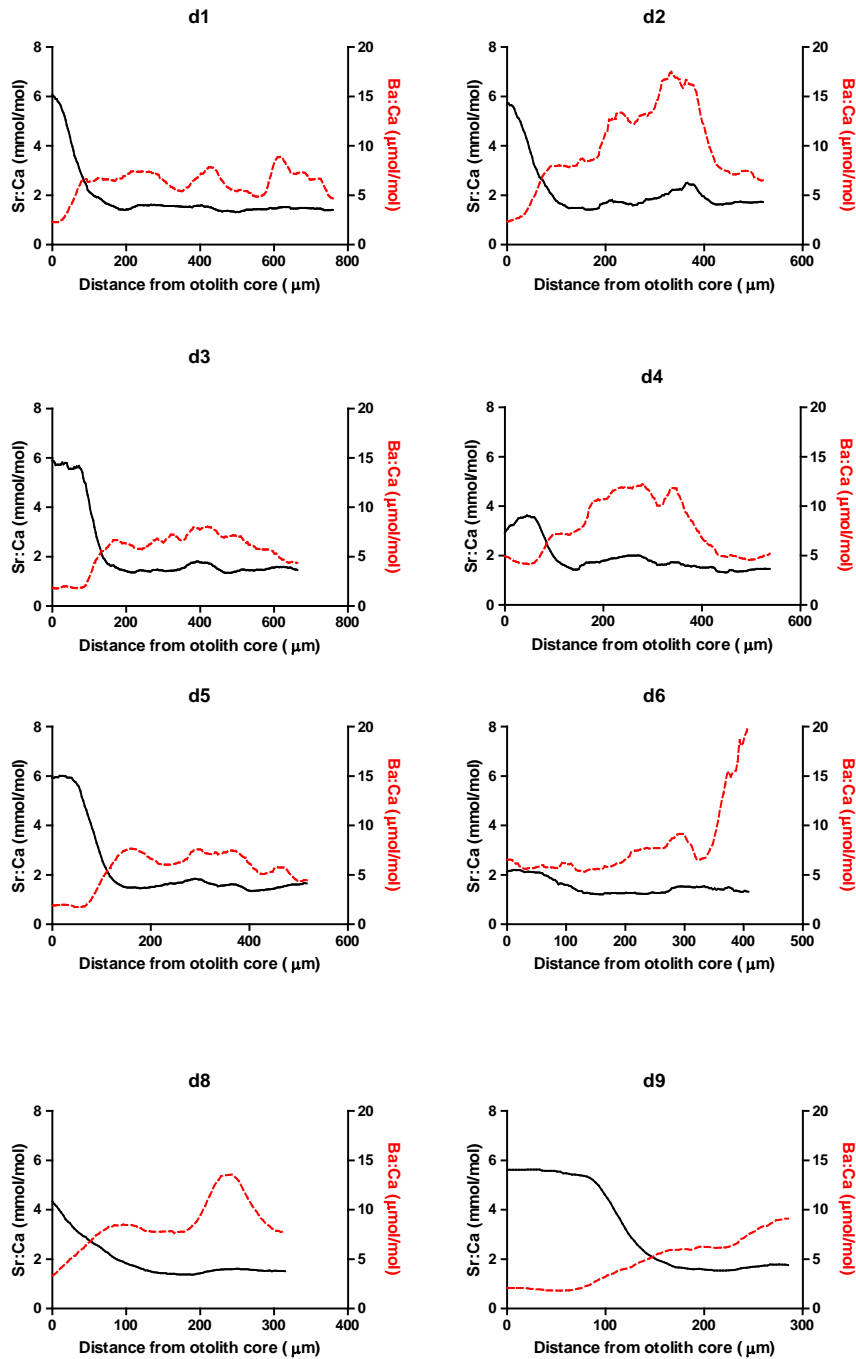 d1
8
6
4
2
0
Sr:Ca (mmol/mol)
20
15
10
5
0
Ba:Ca (μmol/mol)
0 200 400 600 800
Distance from otolith core ( μm)
d2
8
6
4
2
0
Sr:Ca (mmol/mol)
20
15
10
5
0
Ba:Ca (μmol/mol)
0 200 400 600
Distance from otolith core ( μm)
d3
8
6
4
2
0
Sr:Ca (mmol/mol)
20
15
10
5
0
Ba:Ca (μmol/mol)
0 200 400 600 800
Distance from otolith core ( μm)
d4
8
6
4
2
0
Sr:Ca (mmol/mol)
20
15
10
5
0
Ba:Ca (μmol/mol)
0 200 400 600
Distance from otolith core ( μm)
d5
8
6
4
2
0
Sr:Ca (mmol/mol)
20
15
10
5
0
Ba:Ca (μmol/mol)
0 200 400 600
Distance from otolith core ( μm)
d6
8
6
4
2
0
Sr:Ca (mmol/mol)
20
15
10
5
0
Ba:Ca (μmol/mol)
0 100 200 300 400 500
Distance from otolith core ( μm)
d8
8
6
4
2
0
Sr:Ca (mmol/mol)
20
15
10
5
0
Ba:Ca (μmol/mol)
0 100 200 300 400
Distance from otolith core ( μm)
d9
8
6
4
2
0
Sr:Ca (mmol/mol)
20
15
10
5
0
Ba:Ca (μmol/mol)
0 100 200 300
Distance from otolith core ( μm)